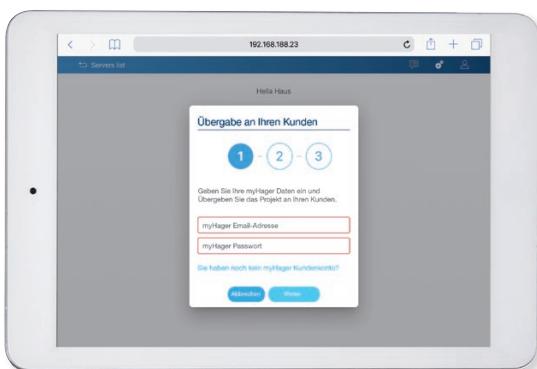 192.168.188.23
Servers list
Hella Haus
Übergabe an Ihren Kunden
1 - 2 - 3
Geben Sie Ihre myHager Daten ein und
Übergeben Sie das Projekt an Ihren Kunden.
myHager Email-Adresse
myHager Passwort
Sie haben noch kein myHager Kundenkonto?
Abbrechen Weiter